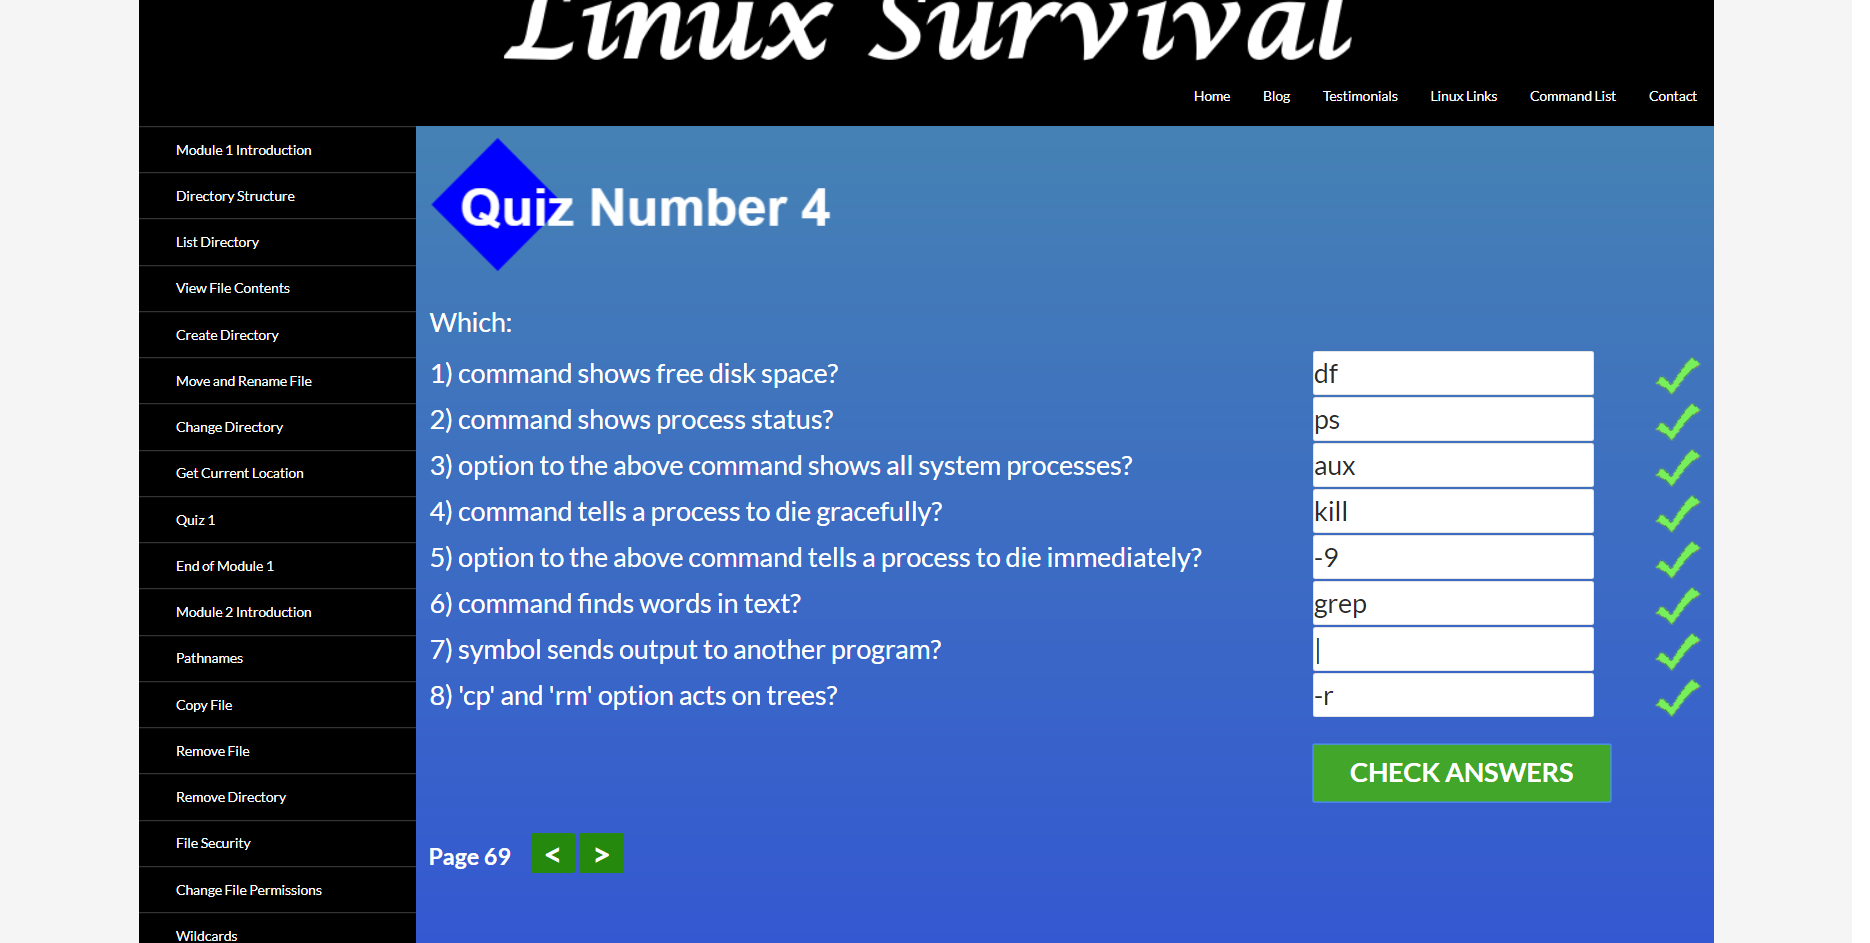 Linux Survival
Home Blog Testimonials Linux Links Command List Contact
Module 1 Introduction
Directory Structure
List Directory
View File Contents
Create Directory
Move and Rename File
Change Directory
Get Current Location
Quiz 1
End of Module 1
Module 2 Introduction
Pathnames
Copy File
Remove File
Remove Directory
File Security
Change File Permissions
Wildcards
Quiz Number 4
Which:
1) command shows free disk space? df
2) command shows process status? ps
3) option to the above command shows all system processes? aux
4) command tells a process to die gracefully? kill
5) option to the above command tells a process to die immediately? -9
6) command finds words in text? grep
7) symbol sends output to another program? |
8) 'cp' and 'rm' option acts on trees? -r
CHECK ANSWERS
Page 69 < >